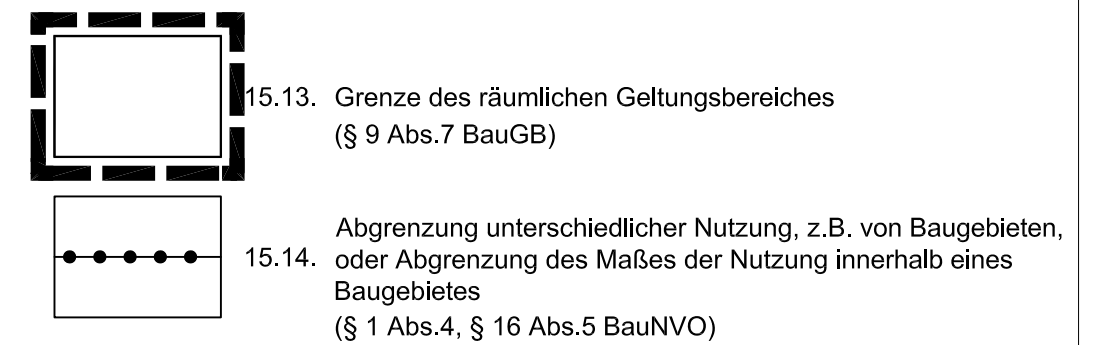 15.13. Grenze des räumlichen Geltungsbereiches
(§ 9 Abs.7 BauGB)
Abgrenzung unterschiedlicher Nutzung, z.B. von Baugebieten,
15.14. oder Abgrenzung des Maßes der Nutzung innerhalb eines
Baugebietes
(§ 1 Abs.4, § 16 Abs.5 BauNVO)